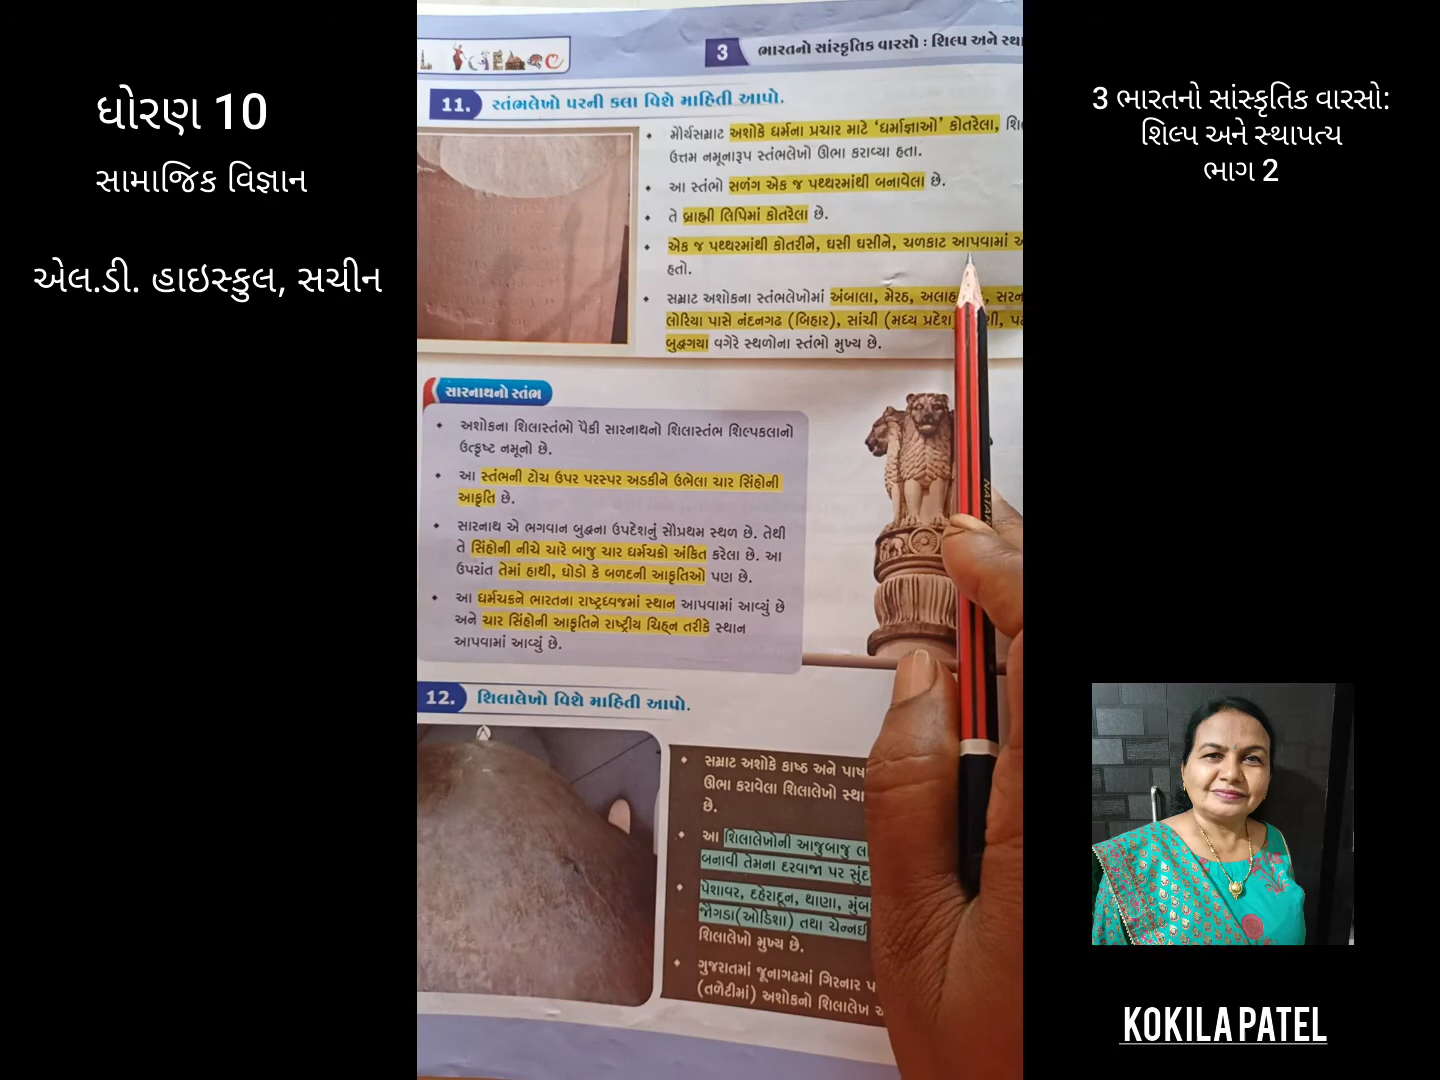 ધોરણ 10
સામાજિક વિજ્ઞાન
એલ.ડી. હાઇસ્કુલ, સચીન
3 ભારતનો સાંસ્કૃતિક વારસો : શિલ્પ અને સ્થા
11. સ્તંભલેખો પરની કલા વિશે માહિતી આપો.
• મૌર્યસમ્રાટ અશોકે ધર્મના પ્રચાર માટે ‘ધર્માજ્ઞાઓ’ કોતરેલા,
ઉત્તમ નમૂનારૂપ સ્તંભલેખો ઊભા કરાવ્યા હતા.
• આ સ્તંભો સળંગ એક જ પથ્થરમાંથી બનાવેલા છે.
• તે બ્રાહ્મી લિપિમાં કોતરેલા છે.
• એક જ પથ્થરમાંથી કોતરીને, ઘસી ઘસીને, ચળકાટ આપવામાં
હતો.
• સમ્રાટ અશોકના સ્તંભલેખોમાં અંબાલા, મેરઠ,
લોરિયા પાસે નંદનગઢ (બિહાર), સાંચી (મધ્ય પ્રદેશ
બુદ્ધગયા વગેરે સ્થળોના સ્તંભો મુખ્ય છે.
સારનાથનો સ્તંભ
• અશોકના શિલાસ્તંભો પૈકી સારનાથનો શિલાસ્તંભ શિલ્પકલાનો
ઉત્કૃષ્ટ નમૂનો છે.
• આ સ્તંભની ટોચ ઉપર પરસ્પર અડકીને ઉભેલા ચાર સિંહોની
આકૃતિ છે.
• સારનાથ એ ભગવાન બુદ્ધના ઉપદેશનું સૌપ્રથમ સ્થળ છે. તેથી
તે સિંહોની નીચે ચારે બાજુ ચાર ધર્મચક્રો અંકિત કરેલા છે. આ
ઉપરાંત તેમાં હાથી, ઘોડો કે બળદની આકૃતિઓ પણ છે.
• આ ધર્મચક્રને ભારતના રાષ્ટ્રધ્વજમાં સ્થાન આપવામાં આવ્યું છે
અને ચાર સિંહોની આકૃતિને રાષ્ટ્રીય ચિહ્ન તરીકે સ્થાન
આપવામાં આવ્યું છે.
12. શિલાલેખો વિશે માહિતી આપો.
• સમ્રાટ અશોકે કાષ્ઠ અને પાષ
ઊભા કરાવેલા શિલાલેખો સ્થા
છે.
• આ શિલાલેખોની આજુબાજુ લ
બનાવી તેમના દરવાજા પર સુંદ
• પેશાવર, દહેરાદૂન, થાણા, મુંબ
જૌગડા(ઓડિશા) તથા ચેન્નઈ
શિલાલેખો મુખ્ય છે.
• ગુજરાતમાં જૂનાગઢમાં ગિરનાર પ
(તળેટીમાં) અશોકનો શિલાલેખ
3 ભારતનો સાંસ્કૃતિક વારસો:
શિલ્પ અને સ્થાપત્ય
ભાગ 2
NATAR
KOKILA PATEL